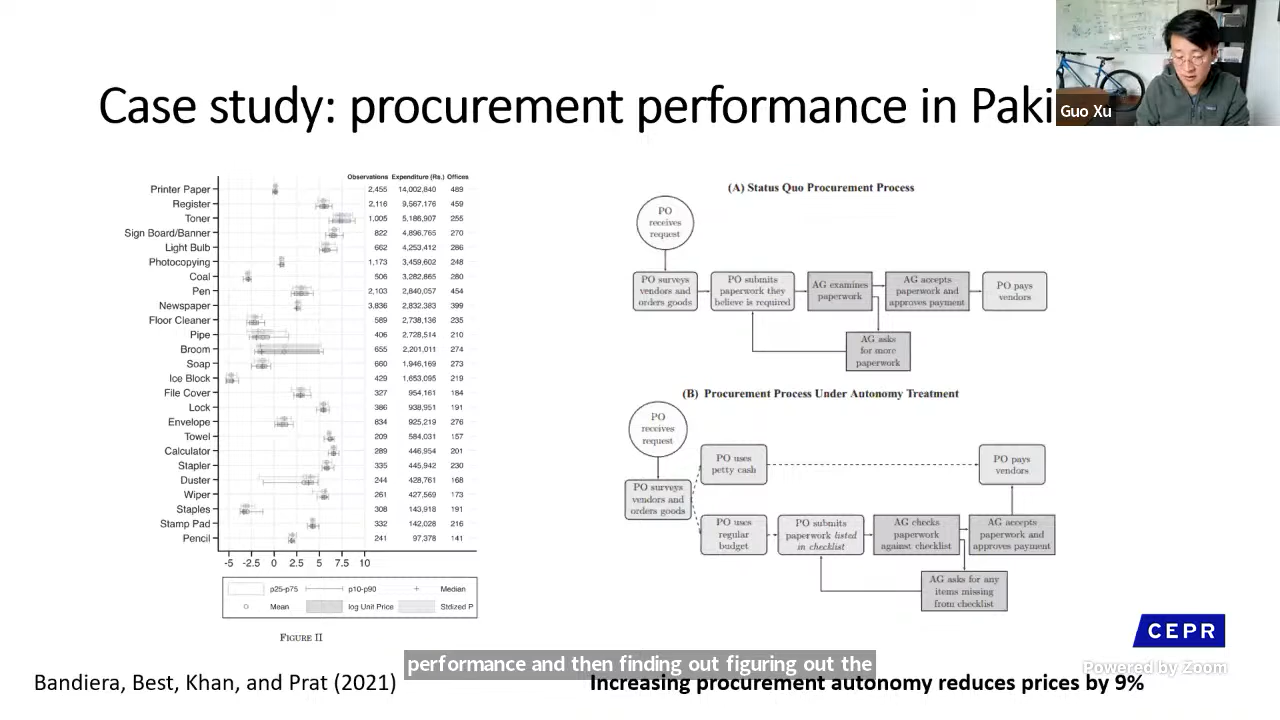 Case study: procurement performance in Paki
Guo Xu
Observations Expenditure (Rs.) Offices
Printer Paper 2,455 14,002,840 489
Register 2,116 9,567,176 459
Toner 1,005 5,186,907 255
Sign Board/Banner 822 4,896,765 270
Light Bulb 662 4,253,412 286
Photocopying 1,173 3,459,602 248
Coal 506 3,282,865 280
Pen 2,103 2,840,057 454
Newspaper 3,836 2,832,383 399
Floor Cleaner 589 2,738,136 235
Pipe 406 2,728,514 210
Broom 655 2,201,011 274
Soap 660 1,946,169 273
Ice Block 429 1,653,095 219
File Cover 327 954,161 184
Lock 386 938,951 191
Envelope 834 925,219 276
Towel 209 584,031 157
Calculator 289 446,954 201
Stapler 335 445,942 230
Duster 244 428,761 168
Wiper 261 427,569 173
Staples 308 143,918 191
Stamp Pad 332 142,028 216
Pencil 241 97,378 141
-5 -2.5 0 2.5 5 7.5 10
p25-p75 p10-p90 + Median
Mean log Unit Price Stdized P
FIGURE II
(A) Status Quo Procurement Process
PO
receives
request
PO surveys
vendors and
orders goods
PO submits
paperwork they
believe is required
AG examines
paperwork
AG accepts
paperwork and
approves payment
PO pays
vendors
AG asks
for more
paperwork
(B) Procurement Process Under Autonomy Treatment
PO
receives
request
PO uses
petty cash
PO pays
vendors
PO surveys
vendors and
orders goods
PO uses
regular
budget
PO submits
paperwork listed
in checklist
AG checks
paperwork
against checklist
AG accepts
paperwork and
approves payment
AG asks for any
items missing
from checklist
CEPR
performance and then finding out figuring out the
Powered by Zoom
Bandiera, Best, Khan, and Prat (2021)
Increasing procurement autonomy reduces prices by 9%